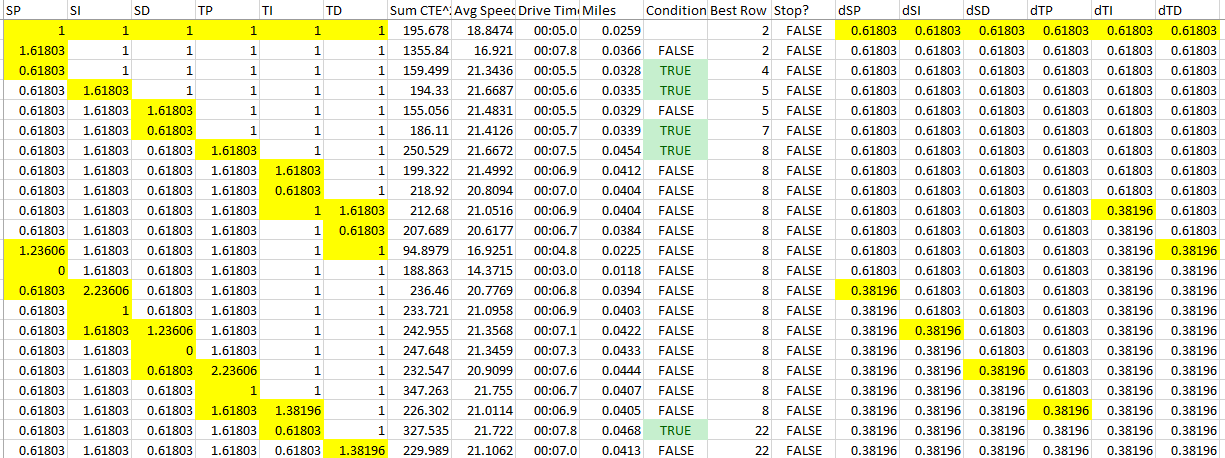 SP SI SD TP TI TD Sum CTE^ Avg Speed Drive Time Miles Condition Best Row Stop? dSP dSI dSD dTP dTI dTD
1 1 1 1 1 1 195.678 18.8474 00:05.0 0.0259 2 FALSE 0.61803 0.61803 0.61803 0.61803 0.61803 0.61803
1.61803 1 1 1 1 1 1355.84 16.921 00:07.8 0.0366 FALSE 2 FALSE 0.61803 0.61803 0.61803 0.61803 0.61803 0.61803
0.61803 1 1 1 1 1 159.499 21.3436 00:05.5 0.0328 TRUE 4 FALSE 0.61803 0.61803 0.61803 0.61803 0.61803 0.61803
0.61803 1.61803 1 1 1 1 194.33 21.6687 00:05.6 0.0335 TRUE 5 FALSE 0.61803 0.61803 0.61803 0.61803 0.61803 0.61803
0.61803 1.61803 1.61803 1 1 1 155.056 21.4831 00:05.5 0.0329 FALSE 5 FALSE 0.61803 0.61803 0.61803 0.61803 0.61803 0.61803
0.61803 1.61803 0.61803 1 1 1 186.11 21.4126 00:05.7 0.0339 TRUE 7 FALSE 0.61803 0.61803 0.61803 0.61803 0.61803 0.61803
0.61803 1.61803 0.61803 1.61803 1 1 250.529 21.6672 00:07.5 0.0454 TRUE 8 FALSE 0.61803 0.61803 0.61803 0.61803 0.61803 0.61803
0.61803 1.61803 0.61803 1.61803 1.61803 1 199.322 21.4992 00:06.9 0.0412 FALSE 8 FALSE 0.61803 0.61803 0.61803 0.61803 0.61803 0.61803
0.61803 1.61803 0.61803 1.61803 0.61803 1 218.92 20.8094 00:07.0 0.0404 FALSE 8 FALSE 0.61803 0.61803 0.61803 0.61803 0.61803 0.61803
0.61803 1.61803 0.61803 1.61803 1 1.61803 212.68 21.0516 00:06.9 0.0404 FALSE 8 FALSE 0.61803 0.61803 0.61803 0.61803 0.38196 0.61803
0.61803 1.61803 0.61803 1.61803 1 0.61803 207.689 20.6177 00:06.7 0.0384 FALSE 8 FALSE 0.61803 0.61803 0.61803 0.61803 0.38196 0.61803
1.23606 1.61803 0.61803 1.61803 1 1 94.8979 16.9251 00:04.8 0.0225 FALSE 8 FALSE 0.61803 0.61803 0.61803 0.61803 0.38196 0.38196
0 1.61803 0.61803 1.61803 1 1 188.863 14.3715 00:03.0 0.0118 FALSE 8 FALSE 0.61803 0.61803 0.61803 0.61803 0.38196 0.38196
0.61803 2.23606 0.61803 1.61803 1 1 236.46 20.7769 00:06.8 0.0394 FALSE 8 FALSE 0.38196 0.61803 0.61803 0.61803 0.38196 0.38196
0.61803 1 0.61803 1.61803 1 1 233.721 21.0958 00:06.9 0.0403 FALSE 8 FALSE 0.38196 0.61803 0.61803 0.61803 0.38196 0.38196
0.61803 1.61803 1.23606 1.61803 1 1 242.955 21.3568 00:07.1 0.0422 FALSE 8 FALSE 0.38196 0.38196 0.61803 0.61803 0.38196 0.38196
0.61803 1.61803 0 1.61803 1 1 247.648 21.3459 00:07.3 0.0433 FALSE 8 FALSE 0.38196 0.38196 0.61803 0.61803 0.38196 0.38196
0.61803 1.61803 0.61803 2.23606 1 1 232.547 20.9099 00:07.6 0.0444 FALSE 8 FALSE 0.38196 0.38196 0.38196 0.61803 0.38196 0.38196
0.61803 1.61803 0.61803 1 1 1 347.263 21.755 00:06.7 0.0407 FALSE 8 FALSE 0.38196 0.38196 0.38196 0.61803 0.38196 0.38196
0.61803 1.61803 0.61803 1.61803 1.38196 1 226.302 21.0114 00:06.9 0.0405 FALSE 8 FALSE 0.38196 0.38196 0.38196 0.38196 0.38196 0.38196
0.61803 1.61803 0.61803 1.61803 0.61803 1 327.535 21.722 00:07.8 0.0468 TRUE 22 FALSE 0.38196 0.38196 0.38196 0.38196 0.38196 0.38196
0.61803 1.61803 0.61803 1.61803 0.61803 1.38196 229.989 21.1062 00:07.0 0.0413 FALSE 22 FALSE 0.38196 0.38196 0.38196 0.38196 0.38196 0.38196